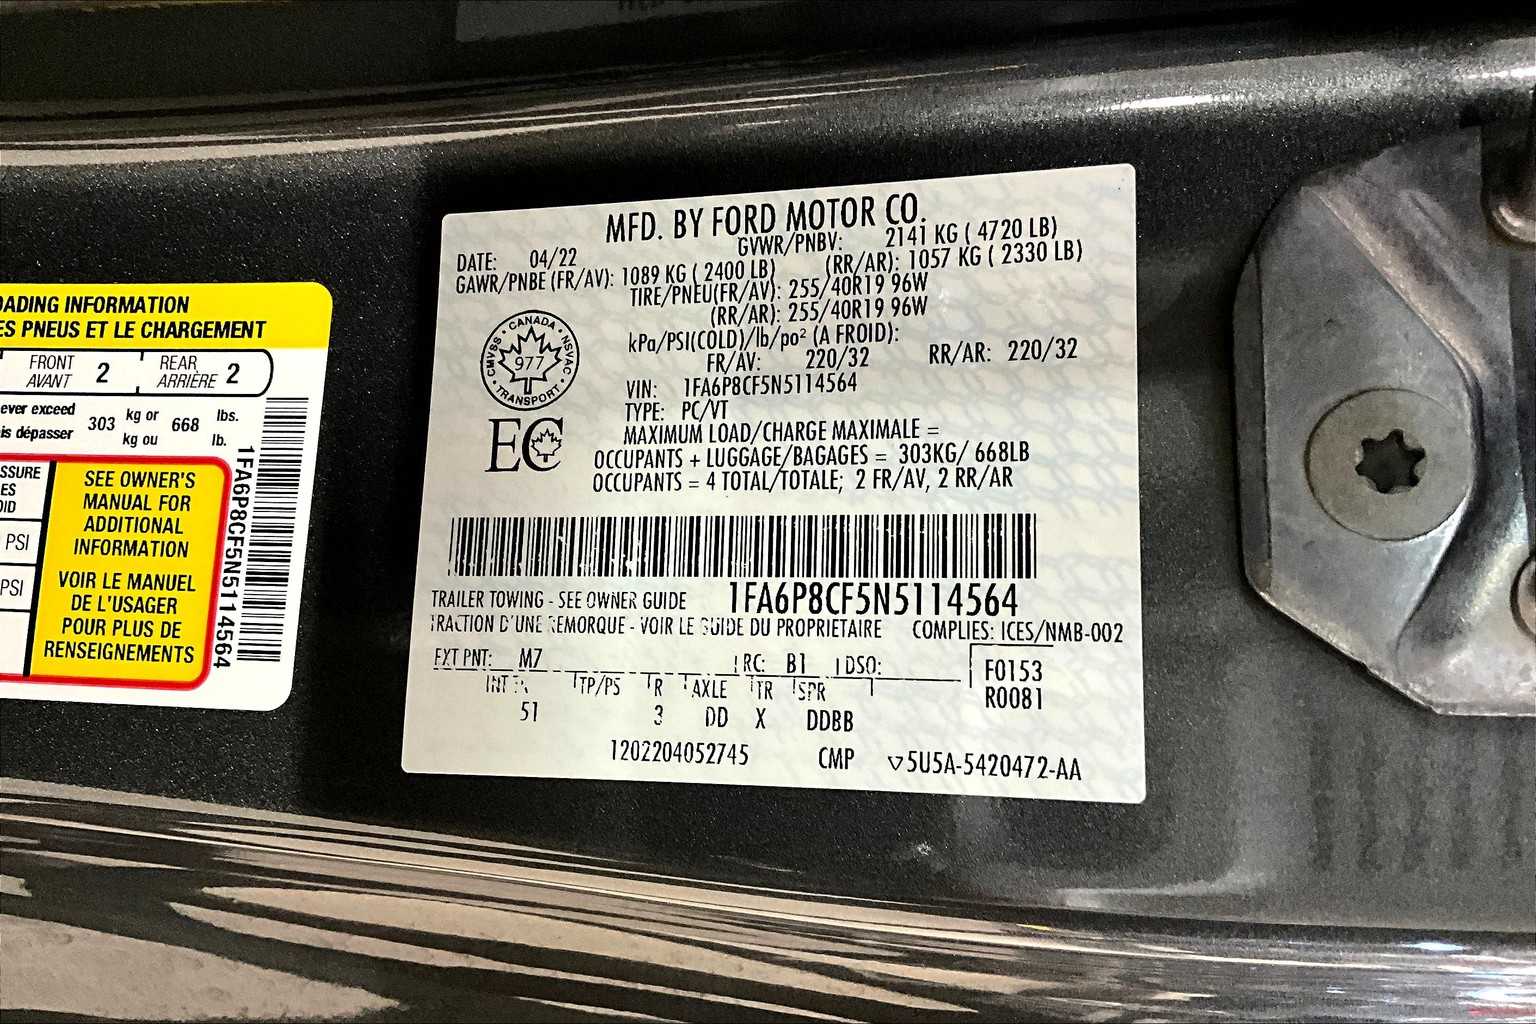 OADING INFORMATION
ES PNEUS ET LE CHARGEMENT
FRONT 2 REAR 2
AVANT ARRIÈRE
ever exceed 303 kg or 668 lbs.
is dépasser kg ou lb.
SSURE
ES
OID
PSI
PSI
SEE OWNER'S
MANUAL FOR
ADDITIONAL
INFORMATION
VOIR LE MANUEL
DE L'USAGER
POUR PLUS DE
RENSEIGNEMENTS
1FA6P8CF5N5114564
MFD. BY FORD MOTOR CO.
DATE: 04/22 GVWR/PNBV: 2141 KG ( 4720 LB)
GAWR/PNBE (FR/AV): 1089 KG ( 2400 LB) (RR/AR): 1057 KG ( 2330 LB)
TIRE/PNEU(FR/AV): 255/40R19 96W
(RR/AR): 255/40R19 96W
kPa/PSI(COLD)/lb/po² (A FROID):
FR/AV: 220/32 RR/AR: 220/32
CANADA
CMVSS 977 NSVAC
TRANSPORT
VIN: 1FA6P8CF5N5114564
TYPE: PC/VT
EC
MAXIMUM LOAD/CHARGE MAXIMALE =
OCCUPANTS + LUGGAGE/BAGAGES = 303KG/ 668LB
OCCUPANTS = 4 TOTAL/TOTALE; 2 FR/AV, 2 RR/AR
TRAILER TOWING - SEE OWNER GUIDE 1FA6P8CF5N5114564
TRACTION D'UNE REMORQUE - VOIR LE GUIDE DU PROPRIETAIRE COMPLIES: ICES/NMB-002
EXT PNT: M7 RC: B1 DSO: F0153
INT TP/PS R AXLE TR SPR R0081
51 3 DD X DDBB
1202204052745 CMP ▽5U5A-5420472-AA